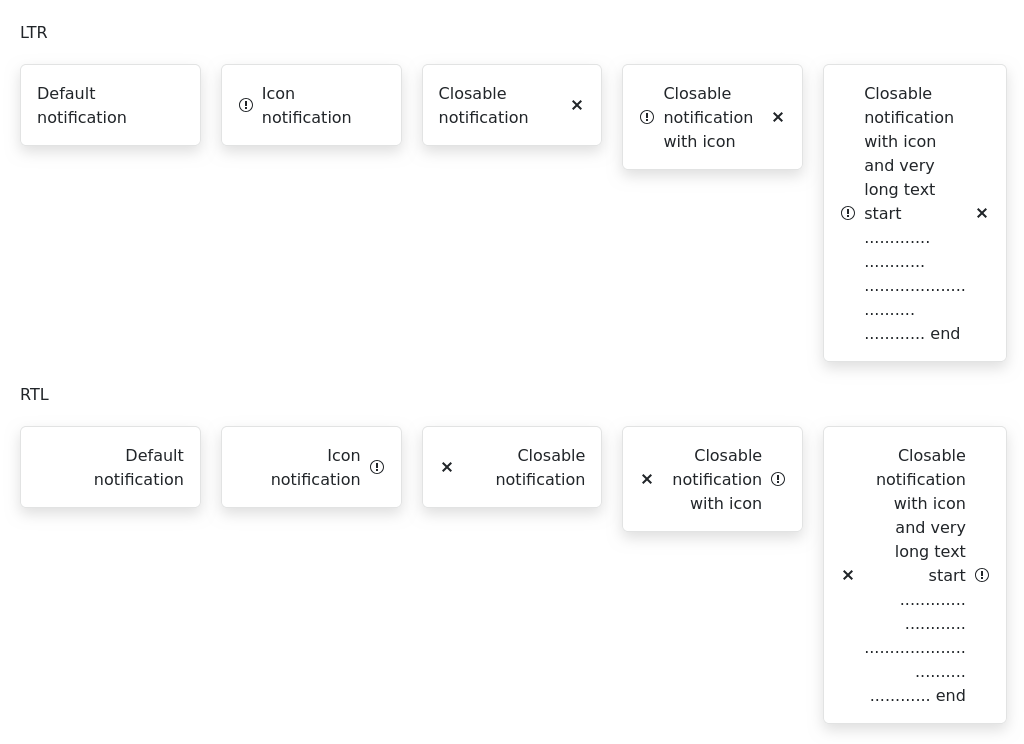 LTR
Default
notification
Icon
notification
Closable
notification
Closable
notification
with icon
Closable
notification
with icon
and very
long text
start
.............
............
....................
..........
............ end
RTL
Default
notification
Icon
notification
Closable
notification
Closable
notification
with icon
Closable
notification
with icon
and very
long text
start
.............
............
....................
..........
............ end